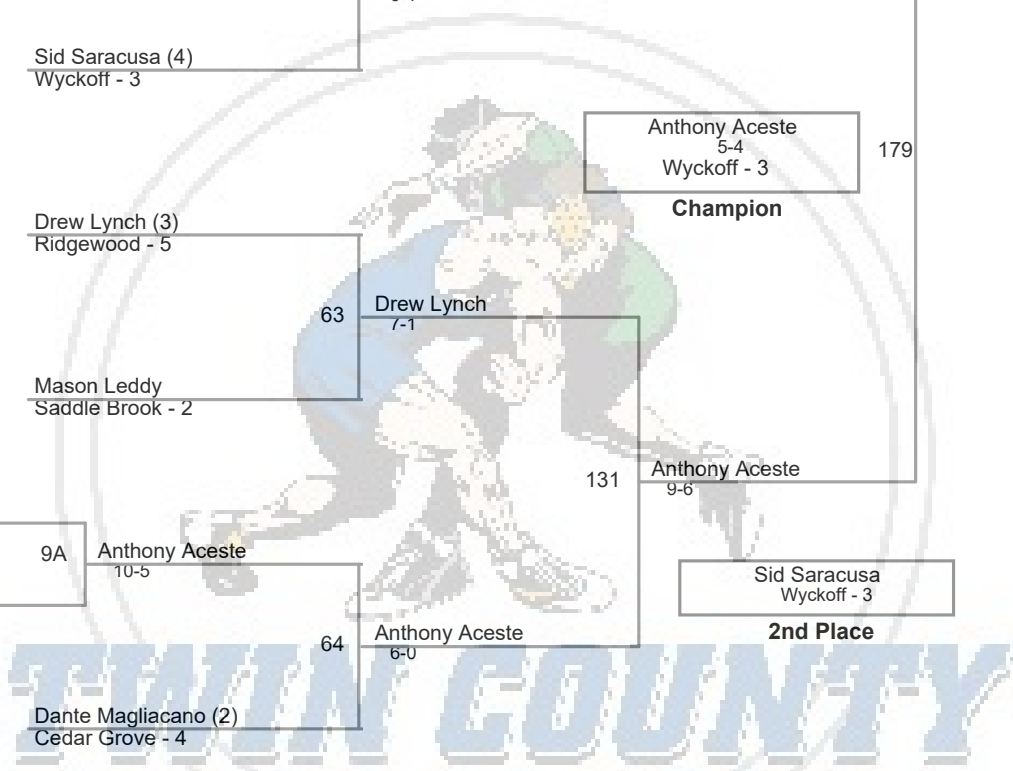 Sid Saracusa (4)
Wyckoff - 3
Anthony Aceste
5-4
Wyckoff - 3
179
Champion
Drew Lynch (3)
Ridgewood - 5
63
Drew Lynch
7-1
Mason Leddy
Saddle Brook - 2
131
Anthony Aceste
9-6
9A
Anthony Aceste
10-5
Sid Saracusa
Wyckoff - 3
2nd Place
64
Anthony Aceste
6-0
Dante Magliacano (2)
Cedar Grove - 4
TWIN COUNTY